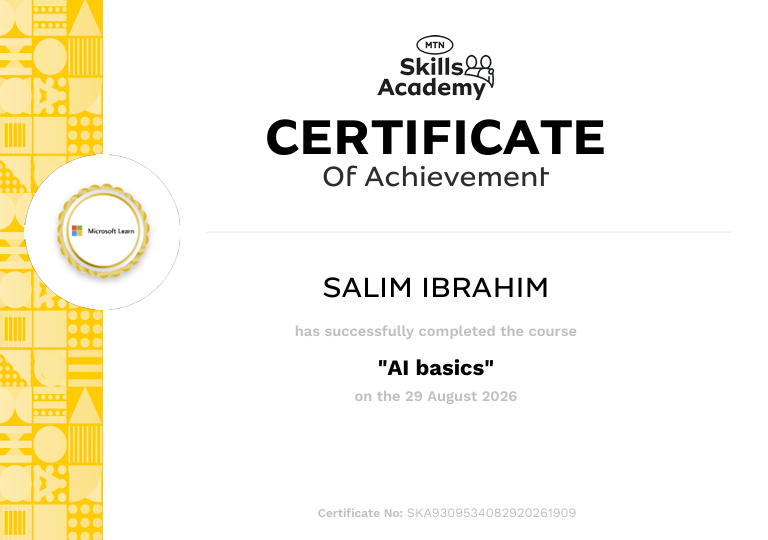 MTN
Skills
Academy
CERTIFICATE
Of Achievement
Microsoft Learn
SALIM IBRAHIM
has successfully completed the course
"AI basics"
on the 29 August 2026
Certificate No: SKA9309534082920261909